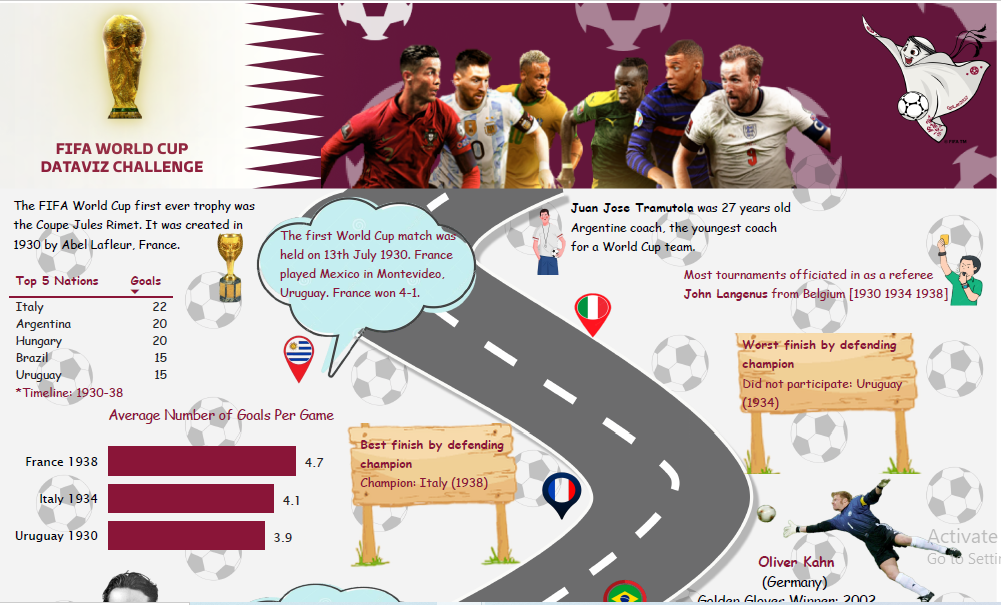 FIFA WORLD CUP
DATAVIZ CHALLENGE
The FIFA World Cup first ever trophy was
the Coupe Jules Rimet. It was created in
1930 by Abel Lafleur, France.
Top 5 Nations Goals
Italy 22
Argentina 20
Hungary 20
Brazil 15
Uruguay 15
*Timeline: 1930-38
The first World Cup match was
held on 13th July 1930. France
played Mexico in Montevideo,
Uruguay. France won 4-1.
Juan Jose Tramutola was 27 years old
Argentine coach, the youngest coach
for a World Cup team.
Most tournaments officiated in as a referee
John Langenus from Belgium [1930 1934 1938]
Worst finish by defending
champion
Did not participate: Uruguay
(1934)
Average Number of Goals Per Game
France 1938 4.7
Italy 1934 4.1
Uruguay 1930 3.9
Best finish by defending
champion
Champion: Italy (1938)
Oliver Kahn
(Germany)
Golden Gloves Winner: 2002
Activate
Go to Settin